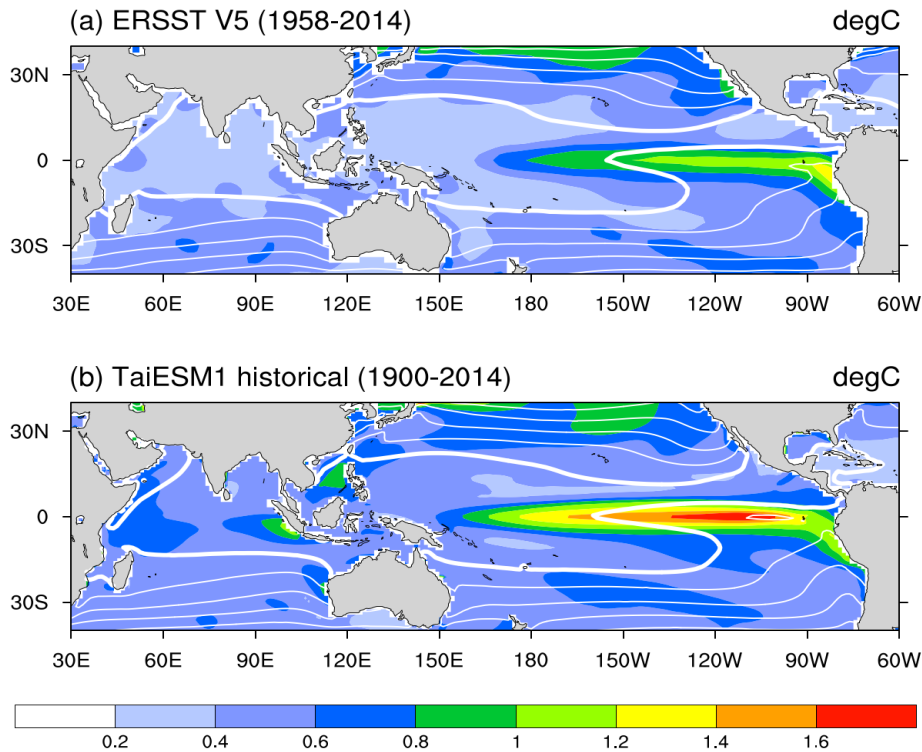 (a) ERSST V5 (1958-2014) degC
30N
0
30S
30E 60E 90E 120E 150E 180 150W 120W 90W 60W
(b) TaiESM1 historical (1900-2014) degC
30N
0
30S
30E 60E 90E 120E 150E 180 150W 120W 90W 60W
0.2 0.4 0.6 0.8 1 1.2 1.4 1.6